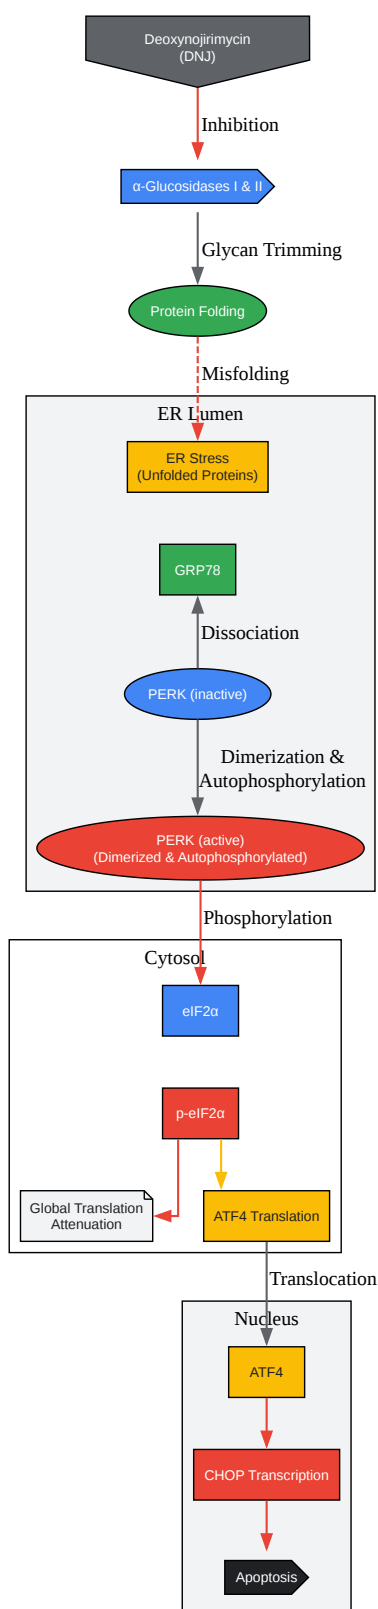 Deoxynojirimycin
(DNJ)
Inhibition
α-Glucosidases I & II
Glycan Trimming
Protein Folding
Misfolding
ER Lumen
ER Stress
(Unfolded Proteins)
GRP78
Dissociation
PERK (inactive)
Dimerization &
Autophosphorylation
PERK (active)
(Dimerized & Autophosphorylated)
Phosphorylation
Cytosol
eIF2α
p-eIF2α
Global Translation
Attenuation
ATF4 Translation
Translocation
Nucleus
ATF4
CHOP Transcription
Apoptosis